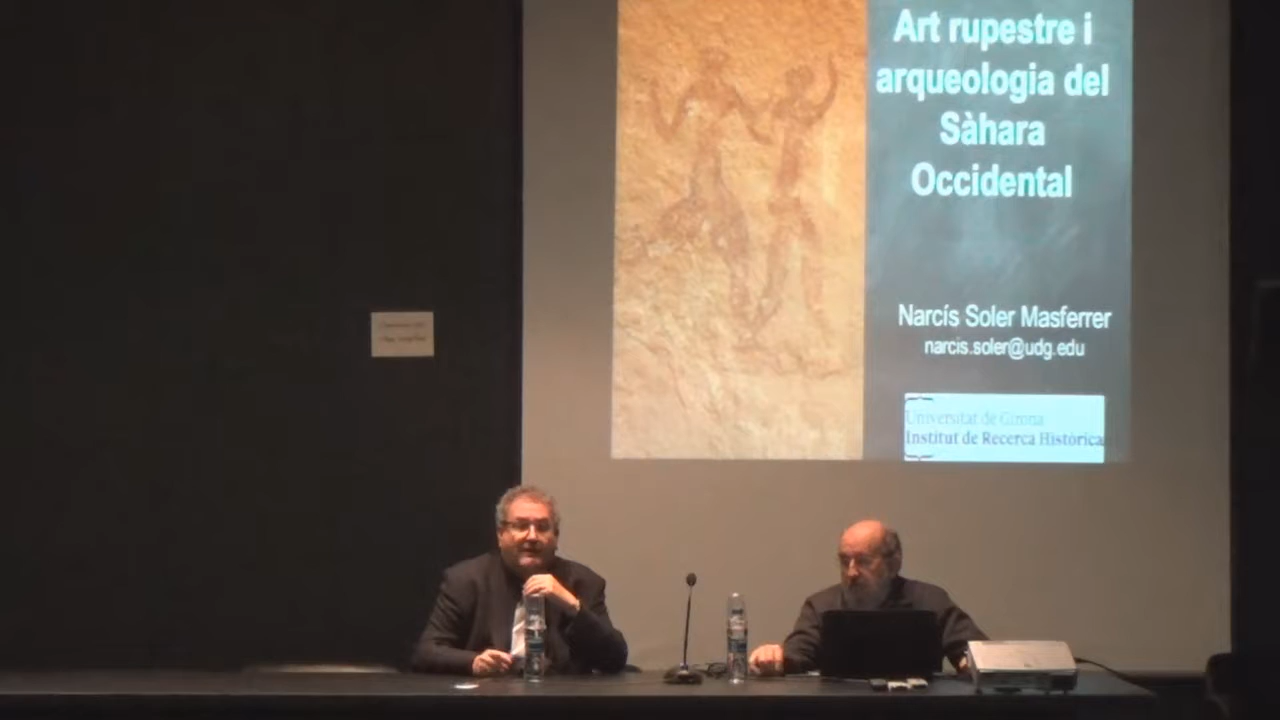 Art rupestre i
arqueologia del
Sàhara
Occidental
Narcís Soler Masferrer
narcis.soler@udg.edu
Universitat de Girona
Institut de Recerca Històrica